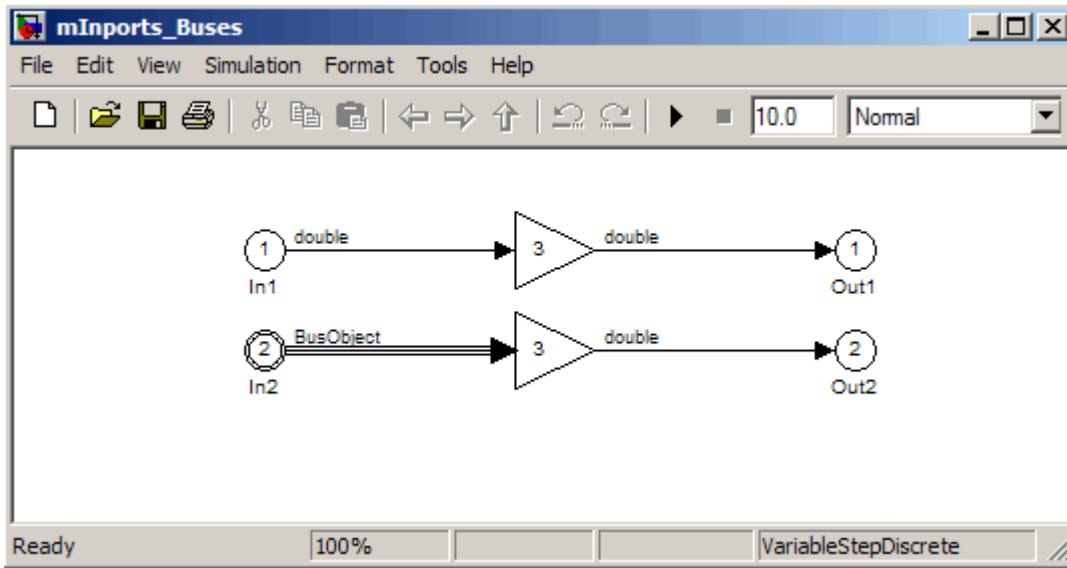 mInports_Buses
File Edit View Simulation Format Tools Help
10.0 Normal
1 double 3 double 1
In1 Out1
2 BusObject 3 double 2
In2 Out2
Ready 100% VariableStepDiscrete